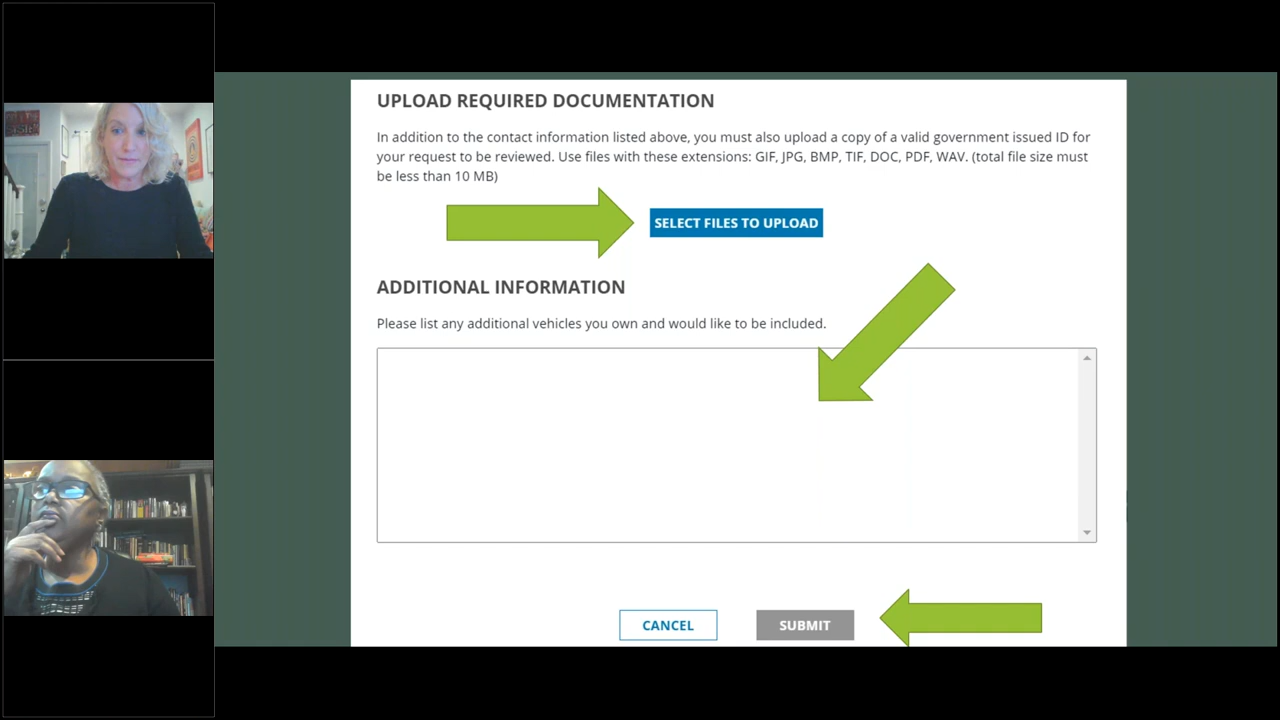 UPLOAD REQUIRED DOCUMENTATION
In addition to the contact information listed above, you must also upload a copy of a valid government issued ID for
your request to be reviewed. Use files with these extensions: GIF, JPG, BMP, TIF, DOC, PDF, WAV. (total file size must
be less than 10 MB)
SELECT FILES TO UPLOAD
ADDITIONAL INFORMATION
Please list any additional vehicles you own and would like to be included.
CANCEL
SUBMIT